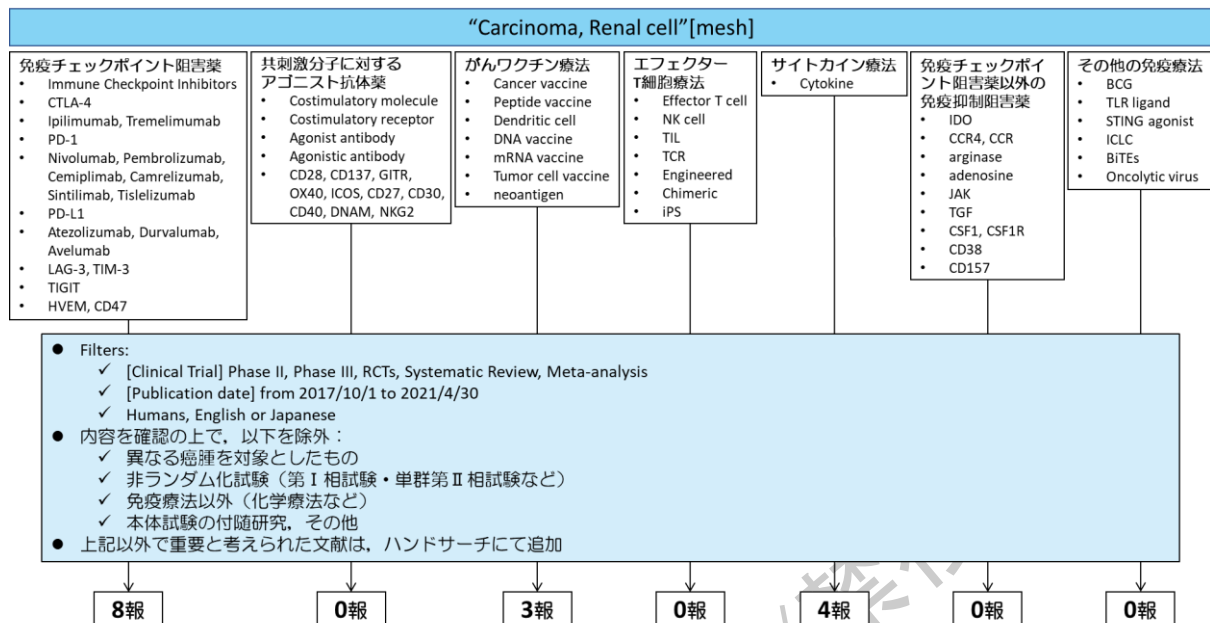 “Carcinoma, Renal cell”[mesh]
免疫チェックポイント阻害薬
• Immune Checkpoint Inhibitors
• CTLA-4
• Ipilimumab, Tremelimumab
• PD-1
• Nivolumab, Pembrolizumab,
Cemiplimab, Camrelizumab,
Sintilimab, Tislelizumab
• PD-L1
• Atezolizumab, Durvalumab,
Avelumab
• LAG-3, TIM-3
• TIGIT
• HVEM, CD47
共刺激分子に対する
アゴニスト抗体薬
• Costimulatory molecule
• Costimulatory receptor
• Agonist antibody
• Agonistic antibody
• CD28, CD137, GITR,
OX40, ICOS, CD27, CD30,
CD40, DNAM, NKG2
がんワクチン療法
• Cancer vaccine
• Peptide vaccine
• Dendritic cell
• DNA vaccine
• mRNA vaccine
• Tumor cell vaccine
• neoantigen
エフェクター
T細胞療法
• Effector T cell
• NK cell
• TIL
• TCR
• Engineered
• Chimeric
• iPS
サイトカイン療法
• Cytokine
免疫チェックポイ
ント阻害薬以外の
免疫抑制阻害薬
• IDO
• CCR4, CCR
• arginase
• adenosine
• JAK
• TGF
• CSF1, CSF1R
• CD38
• CD157
その他の免疫療法
• BCG
• TLR ligand
• STING agonist
• ICLC
• BiTEs
• Oncolytic virus
● Filters:
✓ [Clinical Trial] Phase II, Phase III, RCTs, Systematic Review, Meta-analysis
✓ [Publication date] from 2017/10/1 to 2021/4/30
✓ Humans, English or Japanese
● 内容を確認の上で，以下を除外：
✓ 異なる癌腫を対象としたもの
✓ 非ランダム化試験（第Ⅰ相試験・単群第Ⅱ相試験など）
✓ 免疫療法以外（化学療法など）
✓ 本体試験の付随研究，その他
● 上記以外で重要と考えられた文献は，ハンドサーチにて追加
8報
0報
3報
0報
4報
0報
0報